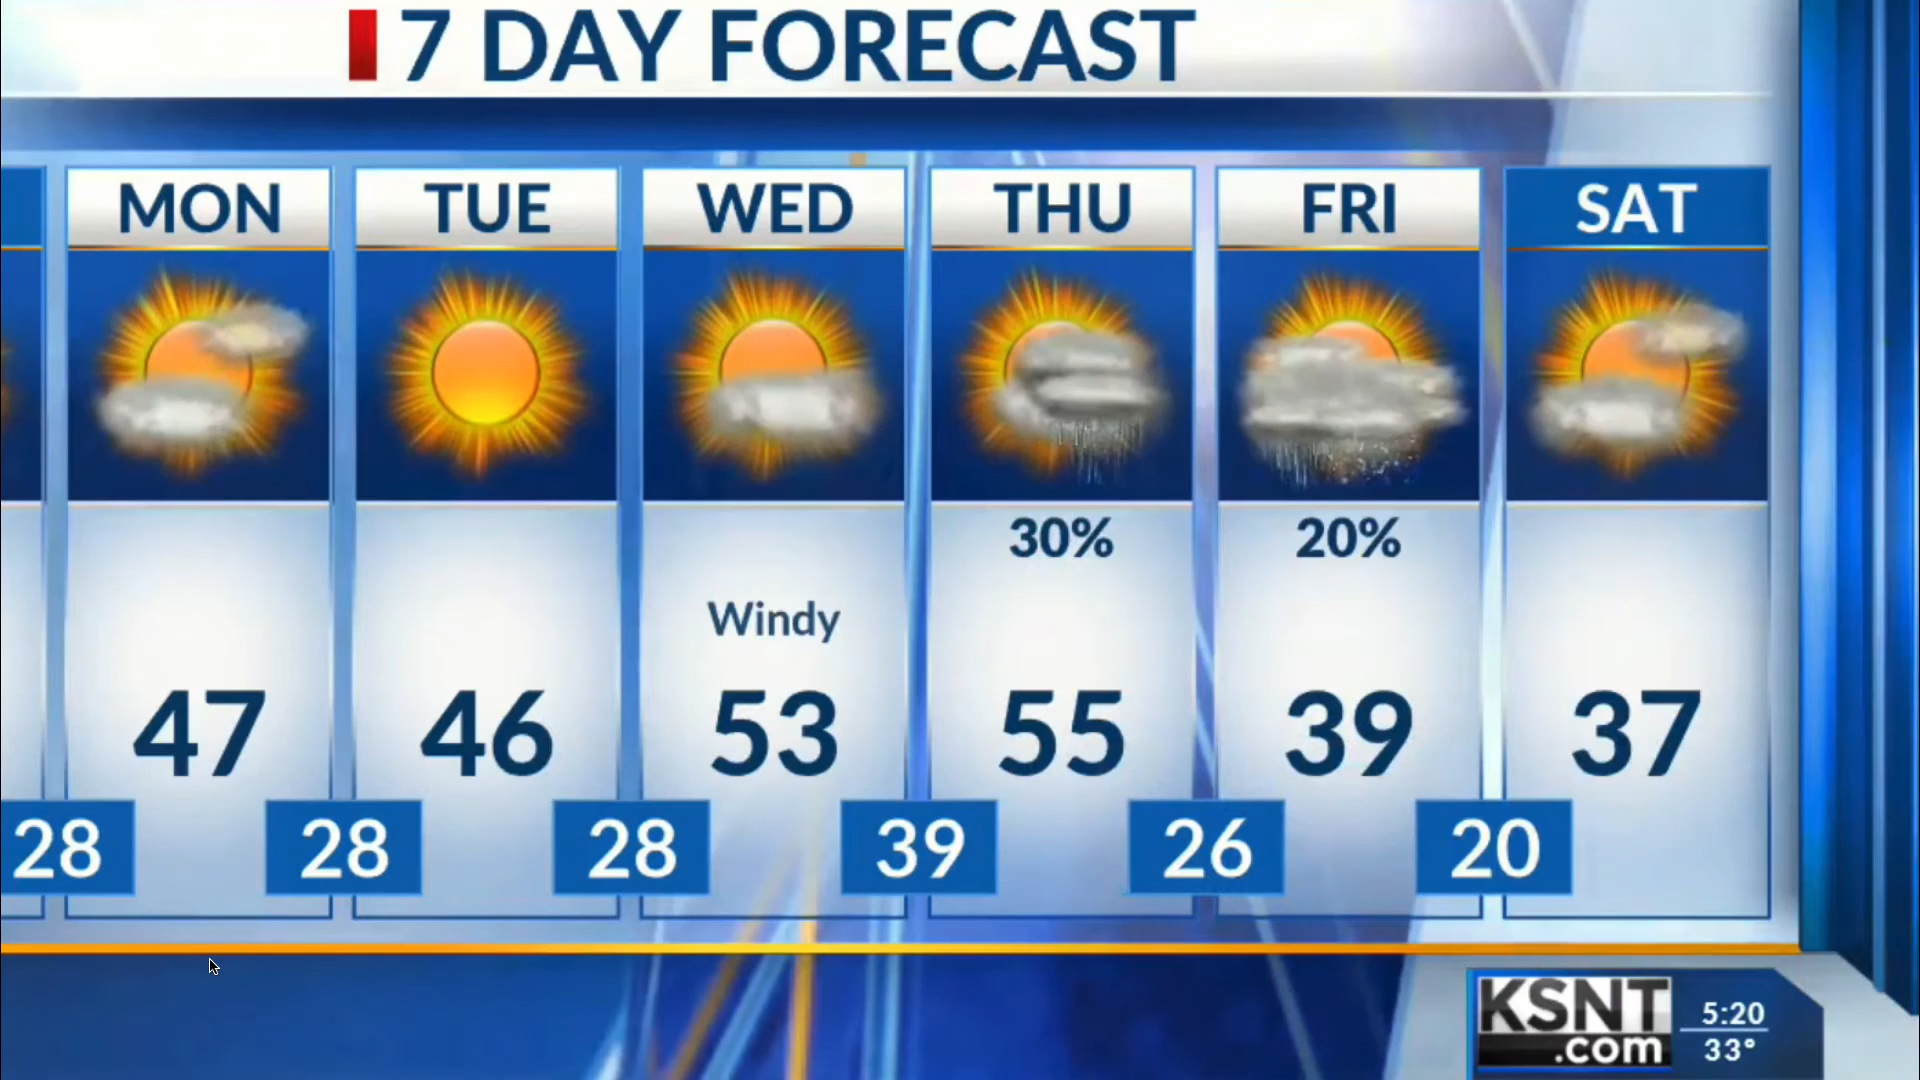 7 DAY FORECAST
MON TUE WED THU FRI SAT
30% 20%
Windy
47 46 53 55 39 37
28 28 28 39 26 20
KSNT
.com
5:20
33°